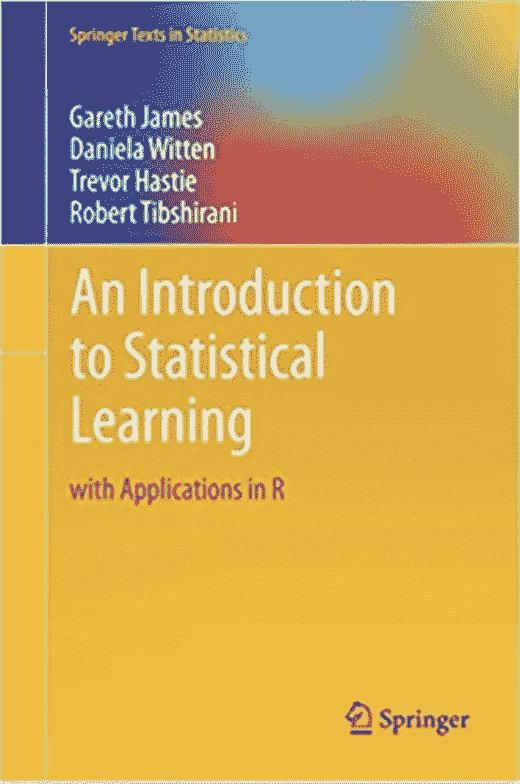 Springer Texts in Statistics
Gareth James
Daniela Witten
Trevor Hastie
Robert Tibshirani
An Introduction
to Statistical
Learning
with Applications in R
Springer